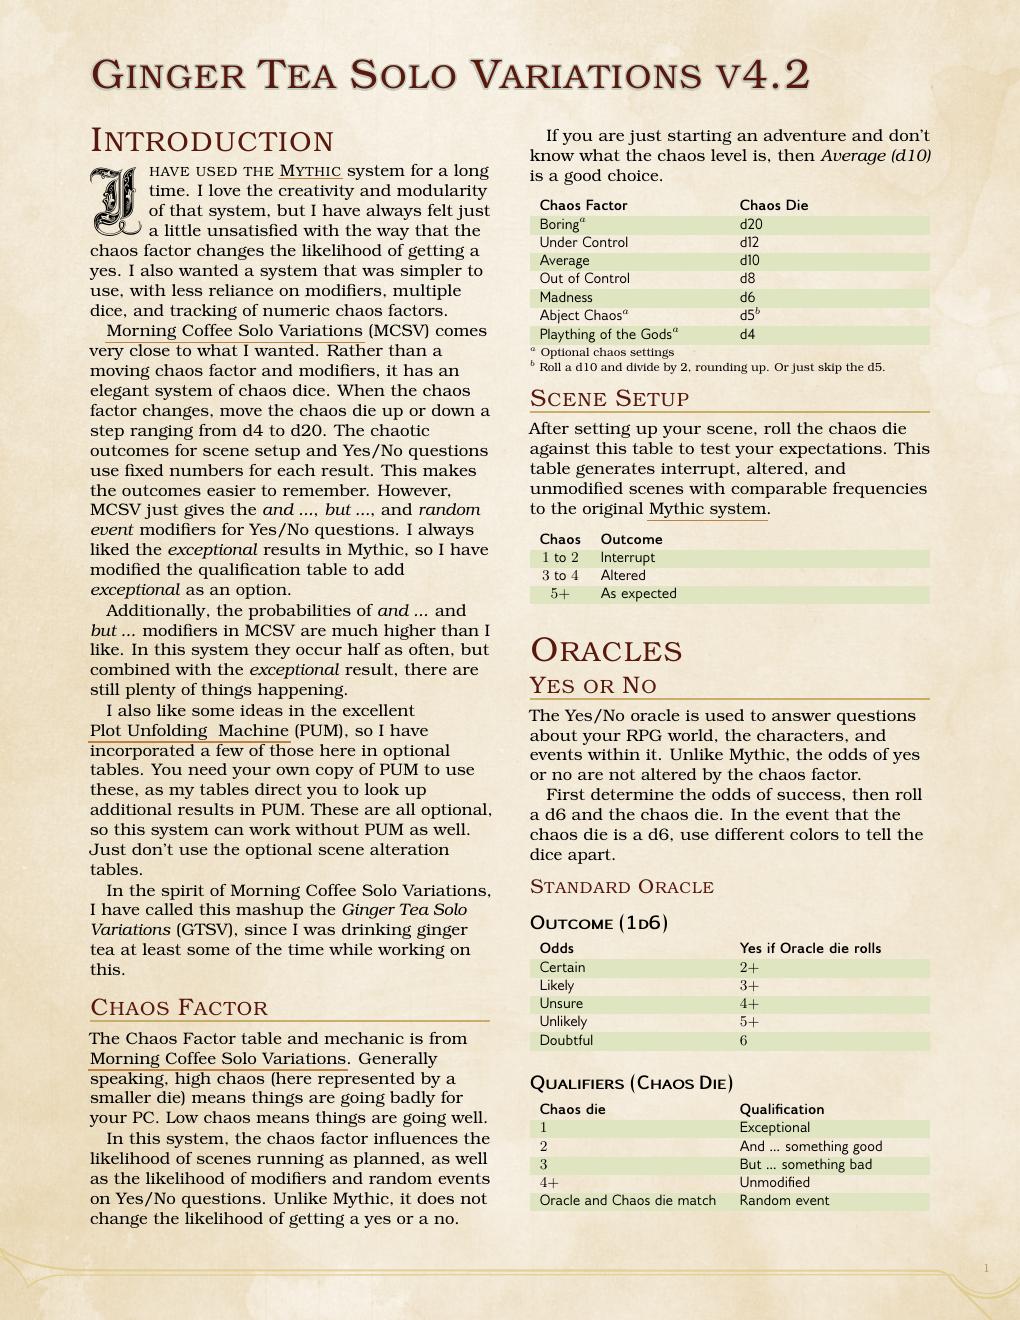 Ginger Tea Solo Variations v4.2
Introduction
I have used the Mythic system for a long
time. I love the creativity and modularity
of that system, but I have always felt just
a little unsatisfied with the way that the
chaos factor changes the likelihood of getting a
yes. I also wanted a system that was simpler to
use, with less reliance on modifiers, multiple
dice, and tracking of numeric chaos factors.
Morning Coffee Solo Variations (MCSV) comes
very close to what I wanted. Rather than a
moving chaos factor and modifiers, it has an
elegant system of chaos dice. When the chaos
factor changes, move the chaos die up or down a
step ranging from d4 to d20. The chaotic
outcomes for scene setup and Yes/No questions
use fixed numbers for each result. This makes
the outcomes easier to remember. However,
MCSV just gives the and ..., but ..., and random
event modifiers for Yes/No questions. I always
liked the exceptional results in Mythic, so I have
modified the qualification table to add
exceptional as an option.
Additionally, the probabilities of and ... and
but ... modifiers in MCSV are much higher than I
like. In this system they occur half as often, but
combined with the exceptional result, there are
still plenty of things happening.
I also like some ideas in the excellent
Plot Unfolding Machine (PUM), so I have
incorporated a few of those here in optional
tables. You need your own copy of PUM to use
these, as my tables direct you to look up
additional results in PUM. These are all optional,
so this system can work without PUM as well.
Just don't use the optional scene alteration
tables.
In the spirit of Morning Coffee Solo Variations,
I have called this mashup the Ginger Tea Solo
Variations (GTSV), since I was drinking ginger
tea at least some of the time while working on
this.
Chaos Factor
The Chaos Factor table and mechanic is from
Morning Coffee Solo Variations. Generally
speaking, high chaos (here represented by a
smaller die) means things are going badly for
your PC. Low chaos means things are going well.
In this system, the chaos factor influences the
likelihood of scenes running as planned, as well
as the likelihood of modifiers and random events
on Yes/No questions. Unlike Mythic, it does not
change the likelihood of getting a yes or a no.
If you are just starting an adventure and don't
know what the chaos level is, then Average (d10)
is a good choice.
Chaos Factor Chaos Die
Boring^a d20
Under Control d12
Average d10
Out of Control d8
Madness d6
Abject Chaos^a d5^b
Plaything of the Gods^a d4
^a Optional chaos settings
^b Roll a d10 and divide by 2, rounding up. Or just skip the d5.
Scene Setup
After setting up your scene, roll the chaos die
against this table to test your expectations. This
table generates interrupt, altered, and
unmodified scenes with comparable frequencies
to the original Mythic system.
Chaos Outcome
1 to 2 Interrupt
3 to 4 Altered
5+ As expected
Oracles
Yes or No
The Yes/No oracle is used to answer questions
about your RPG world, the characters, and
events within it. Unlike Mythic, the odds of yes
or no are not altered by the chaos factor.
First determine the odds of success, then roll
a d6 and the chaos die. In the event that the
chaos die is a d6, use different colors to tell the
dice apart.
Standard Oracle
Outcome (1d6)
Odds Yes if Oracle die rolls
Certain 2+
Likely 3+
Unsure 4+
Unlikely 5+
Doubtful 6
Qualifiers (Chaos Die)
Chaos die Qualification
1 Exceptional
2 And ... something good
3 But ... something bad
4+ Unmodified
Oracle and Chaos die match Random event
1